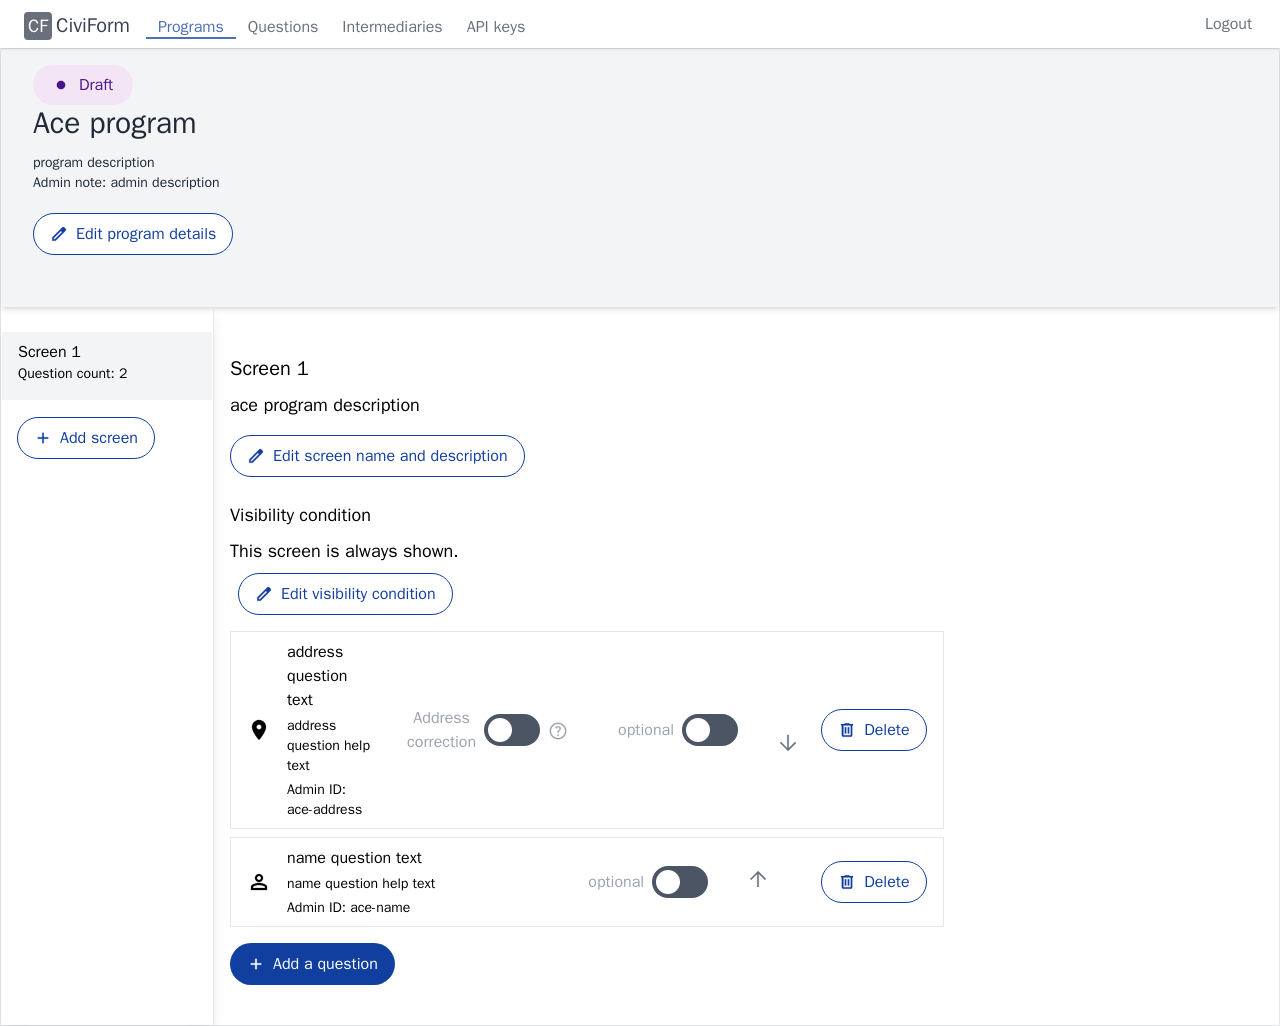 CF CiviForm Programs Questions Intermediaries API keys Logout
Draft
Ace program
program description
Admin note: admin description
Edit program details
Screen 1
Question count: 2
Add screen
Screen 1
ace program description
Edit screen name and description
Visibility condition
This screen is always shown.
Edit visibility condition
address
question
text
address
question help
text
Admin ID:
ace-address
Address
correction
optional
Delete
name question text
name question help text
Admin ID: ace-name
optional
Delete
Add a question